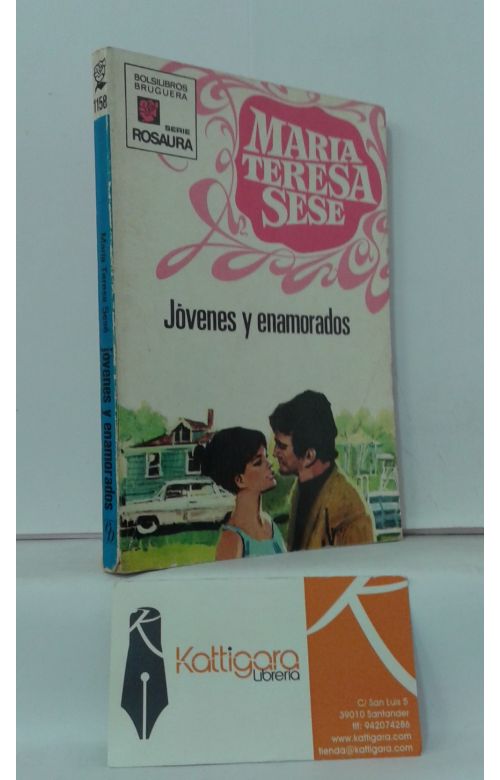 1158
Maria Teresa Sesé
jóvenes y enamorados
BOLSILIBROS
BRUGUERA
SERIE
ROSAURA
MARIA
TERESA
SESE
Jóvenes y enamorados
Kattigara
Librería
C/ San Luis 5
39010 Santander
tlf: 942074286
www.kattigara.com
tienda@kattigara.com